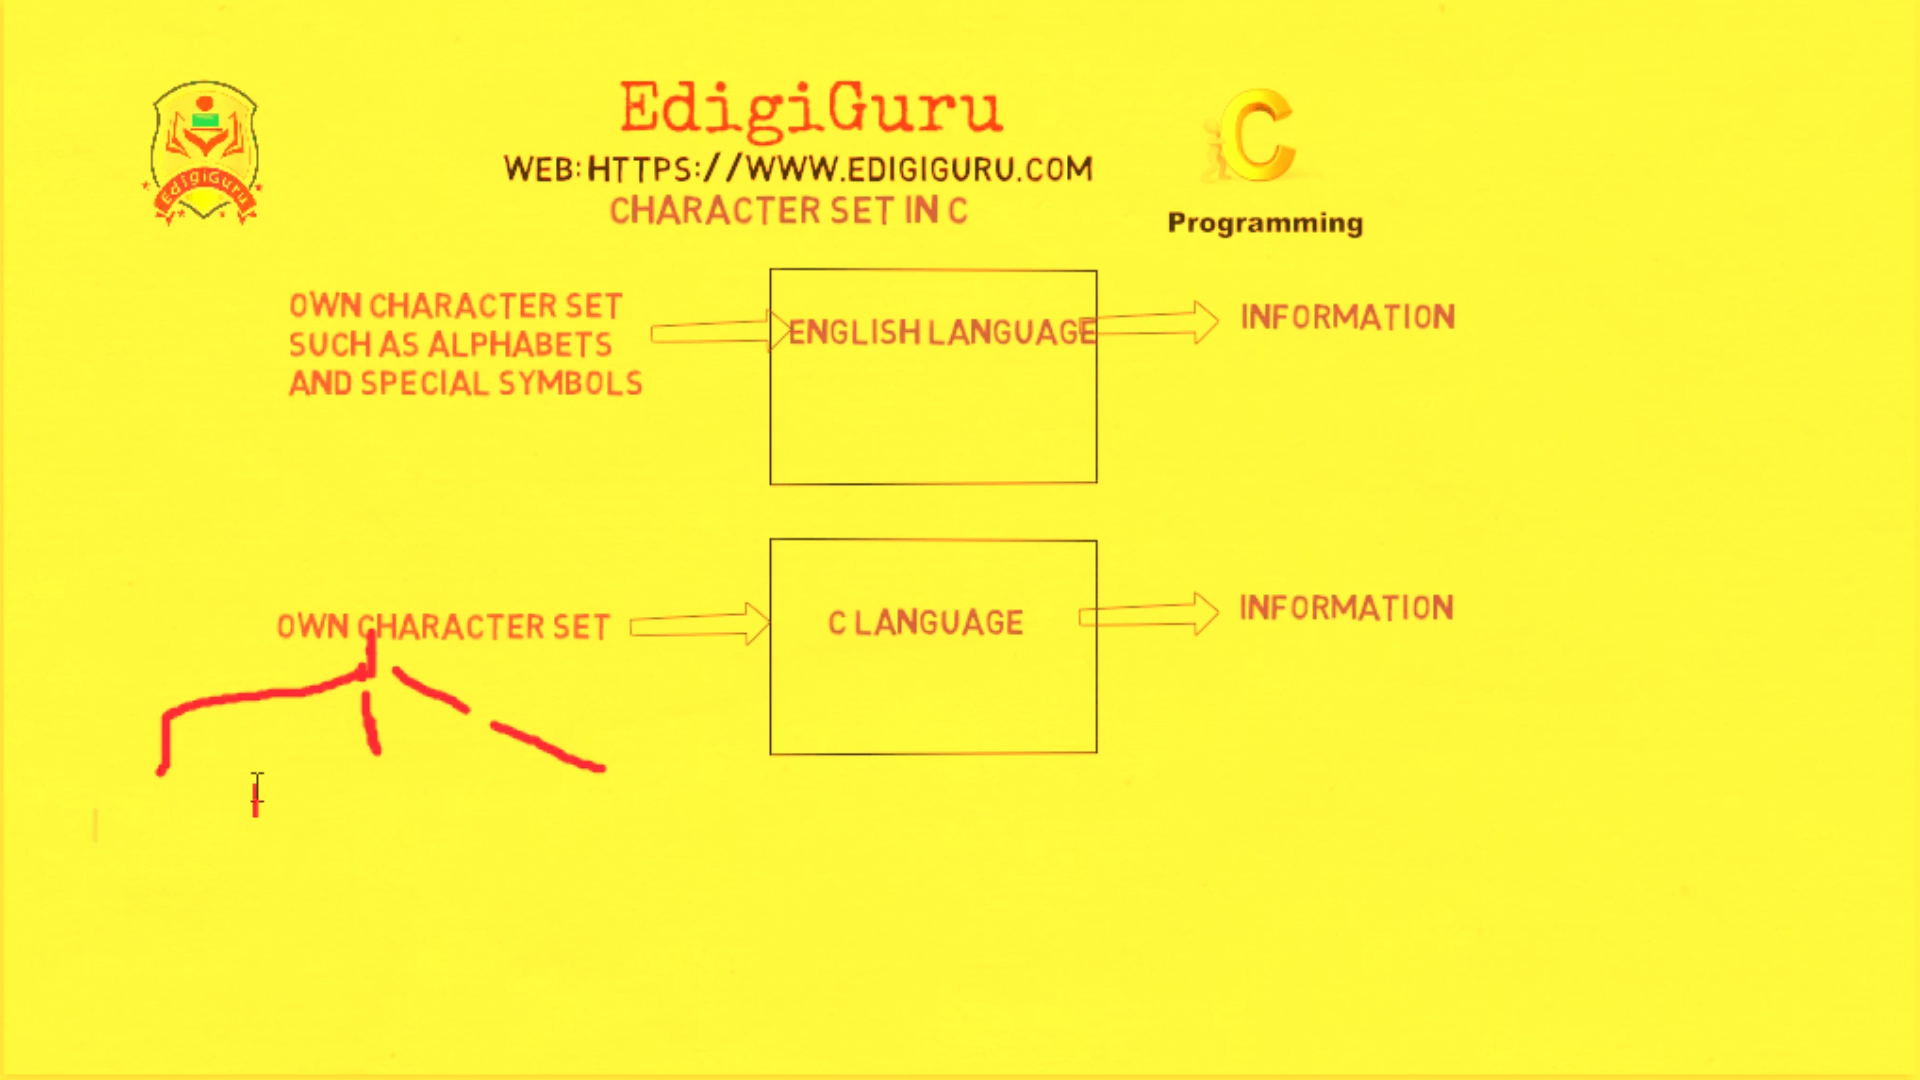 EdigiGuru
WEB:HTTPS://WWW.EDIGIGURU.COM
CHARACTER SET IN C
EdigiGuru
C
Programming
OWN CHARACTER SET
SUCH AS ALPHABETS
AND SPECIAL SYMBOLS
ENGLISH LANGUAGE
INFORMATION
OWN CHARACTER SET
C LANGUAGE
INFORMATION